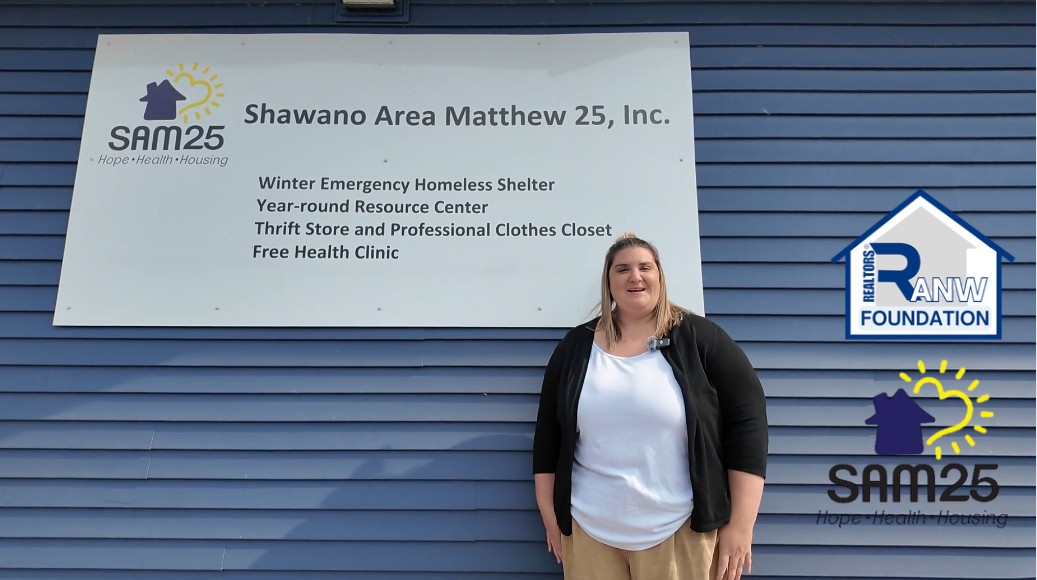 SAM25
Hope•Health•Housing
Shawano Area Matthew 25, Inc.
Winter Emergency Homeless Shelter
Year-round Resource Center
Thrift Store and Professional Clothes Closet
Free Health Clinic
REALTORS®
RANW
FOUNDATION
SAM25
Hope•Health•Housing